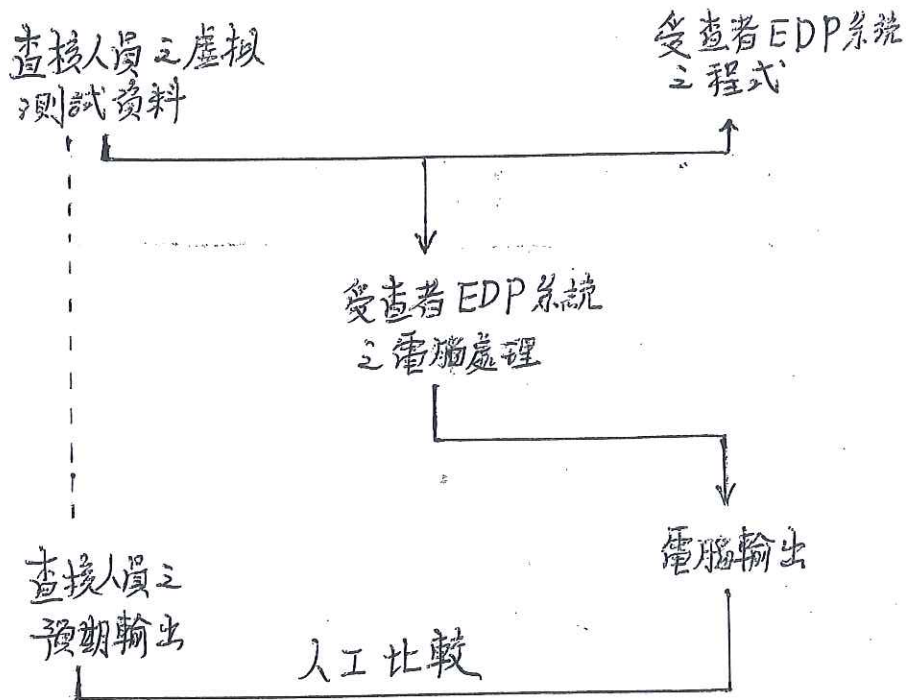 查核人員之虛拟
測試資料
受查者EDP系統
之程式
受查者EDP系統
之電腦處理
電腦輸出
查核人員之
預期輸出
人工比較